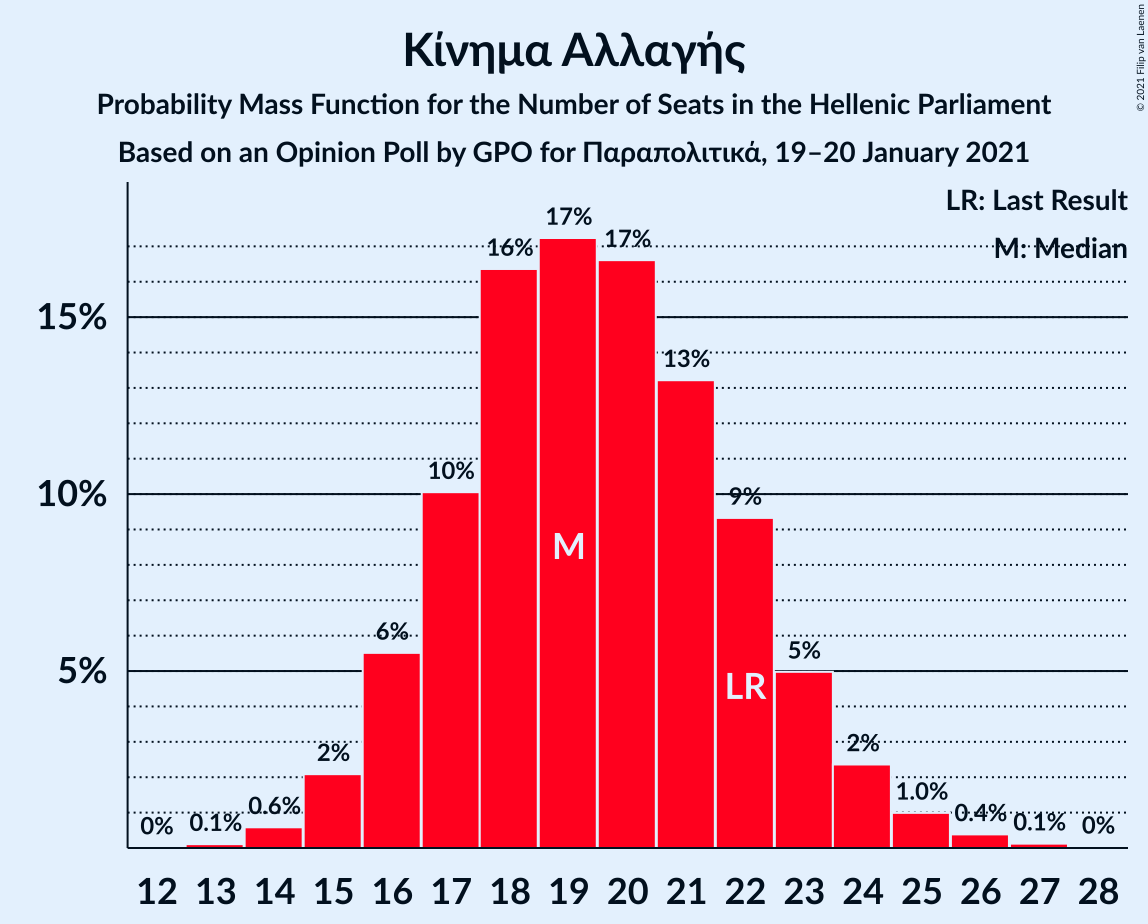 Κίνημα Αλλαγής
Probability Mass Function for the Number of Seats in the Hellenic Parliament
Based on an Opinion Poll by GPO for Παραπολιτικά, 19–20 January 2021
© 2021 Filip van Laenen
LR: Last Result
M: Median
15%
10%
5%
0% 0.1% 0.6% 2% 6% 10% 16% 17% 17% 13% 9% 5% 2% 1.0% 0.4% 0.1% 0%
M
LR
12 13 14 15 16 17 18 19 20 21 22 23 24 25 26 27 28